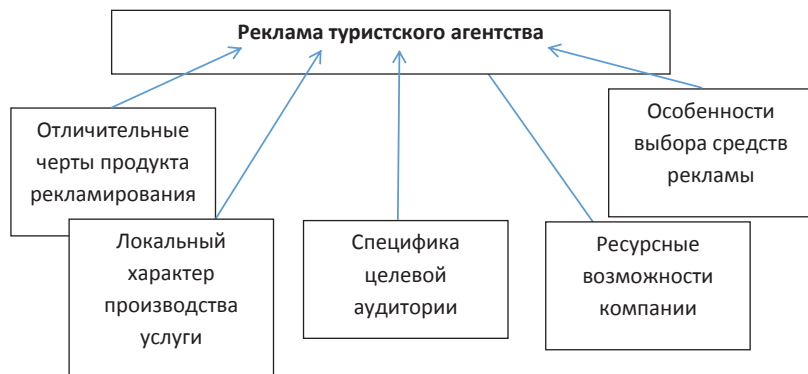 Реклама туристского агентства
Отличительные
черты продукта
рекламирования
Локальный
характер
производства
услуги
Специфика
целевой
аудитории
Ресурсные
возможности
компании
Особенности
выбора средств
рекламы